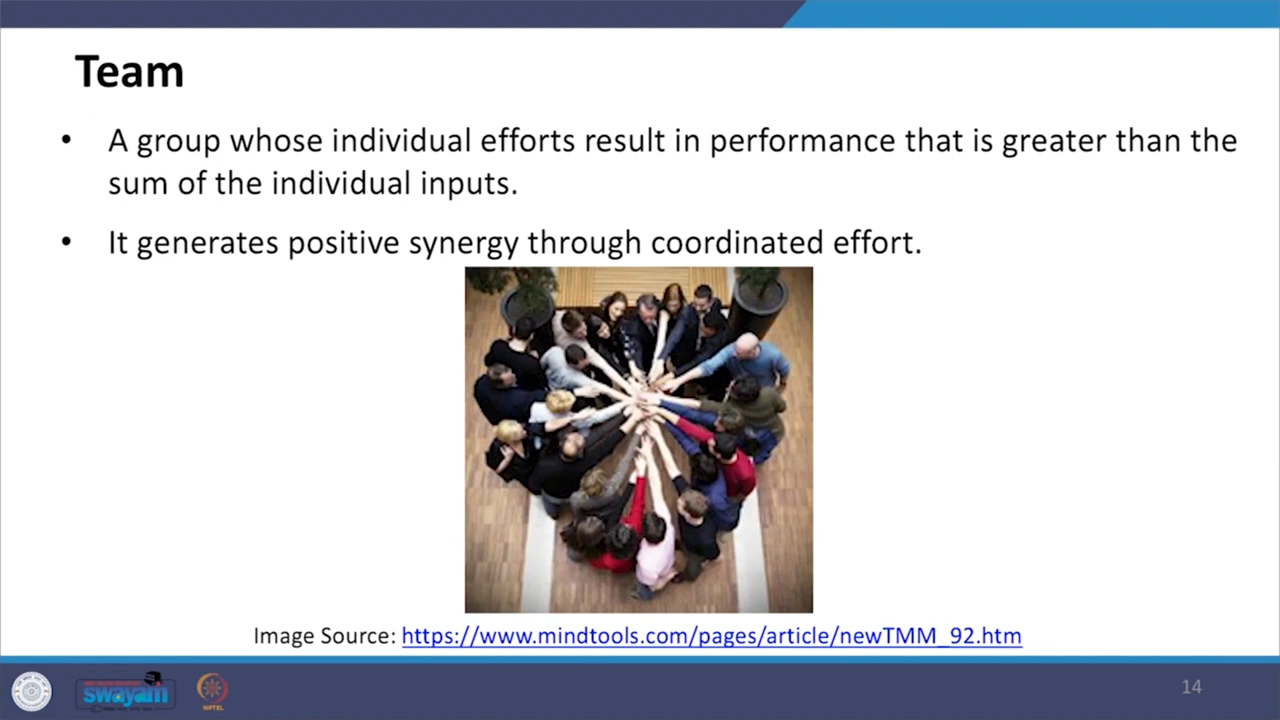 Team
• A group whose individual efforts result in performance that is greater than the
sum of the individual inputs.
• It generates positive synergy through coordinated effort.
Image Source: https://www.mindtools.com/pages/article/newTMM_92.htm
swayam
NPTEL
14